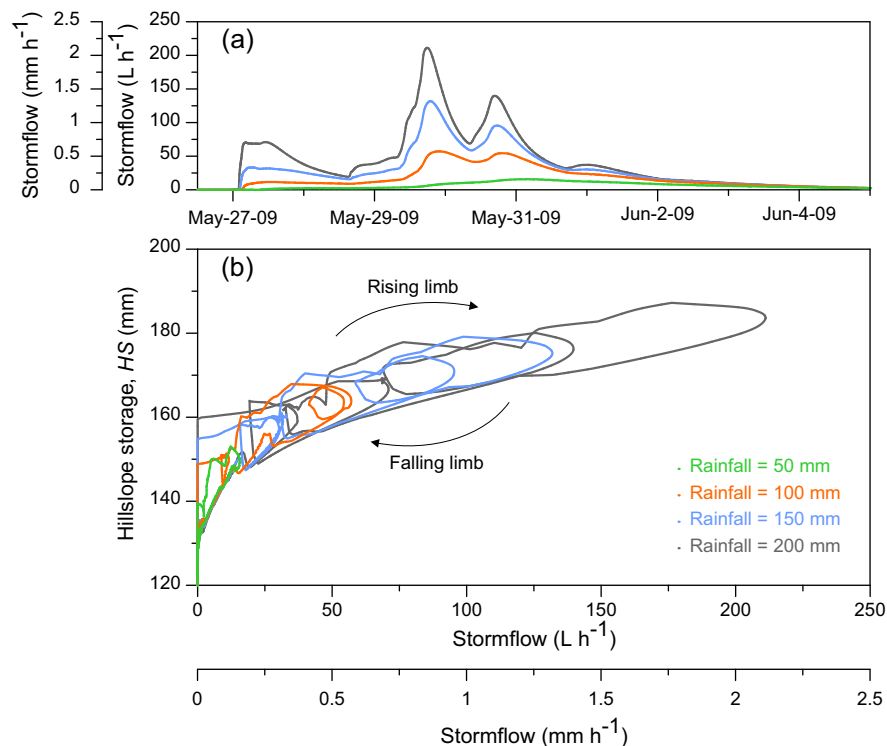 (a)
Stormflow (mm h⁻¹)
2.5
2
1.5
1
0.5
0
Stormflow (L h⁻¹)
250
200
150
100
50
0
May-27-09 May-29-09 May-31-09 Jun-2-09 Jun-4-09
(b)
Hillslope storage, HS (mm)
200
180
160
140
120
Rising limb
Falling limb
Rainfall = 50 mm
Rainfall = 100 mm
Rainfall = 150 mm
Rainfall = 200 mm
0 50 100 150 200 250
Stormflow (L h⁻¹)
0 0.5 1 1.5 2 2.5
Stormflow (mm h⁻¹)